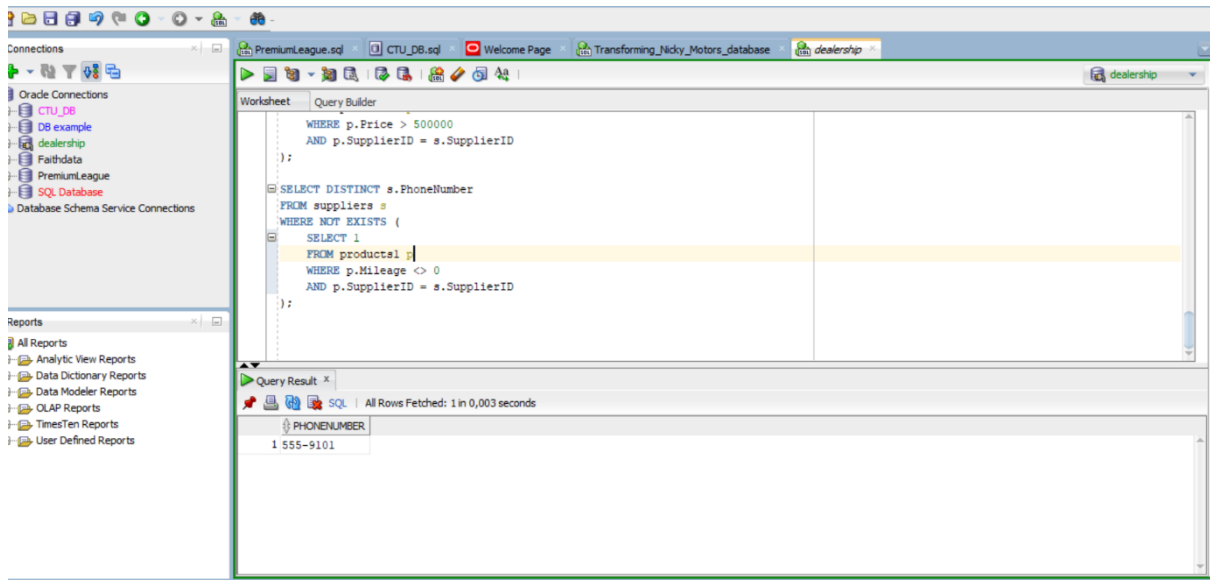 PremiumLeague.sql CTU_DB.sql Welcome Page Transforming_Nicky_Motors_database dealership
Connections
Oracle Connections
CTU_DB
DB example
dealership
Faithdata
PremiumLeague
SQL Database
Database Schema Service Connections
Reports
All Reports
Analytic View Reports
Data Dictionary Reports
Data Modeler Reports
OLAP Reports
TimesTen Reports
User Defined Reports
dealership
Worksheet Query Builder
WHERE p.Price > 500000
AND p.SupplierID = s.SupplierID
);
SELECT DISTINCT s.PhoneNumber
FROM suppliers s
WHERE NOT EXISTS (
SELECT 1
FROM products1 p
WHERE p.Mileage <> 0
AND p.SupplierID = s.SupplierID
);
Query Result
SQL | All Rows Fetched: 1 in 0,003 seconds
PHONENUMBER
1 555-9101